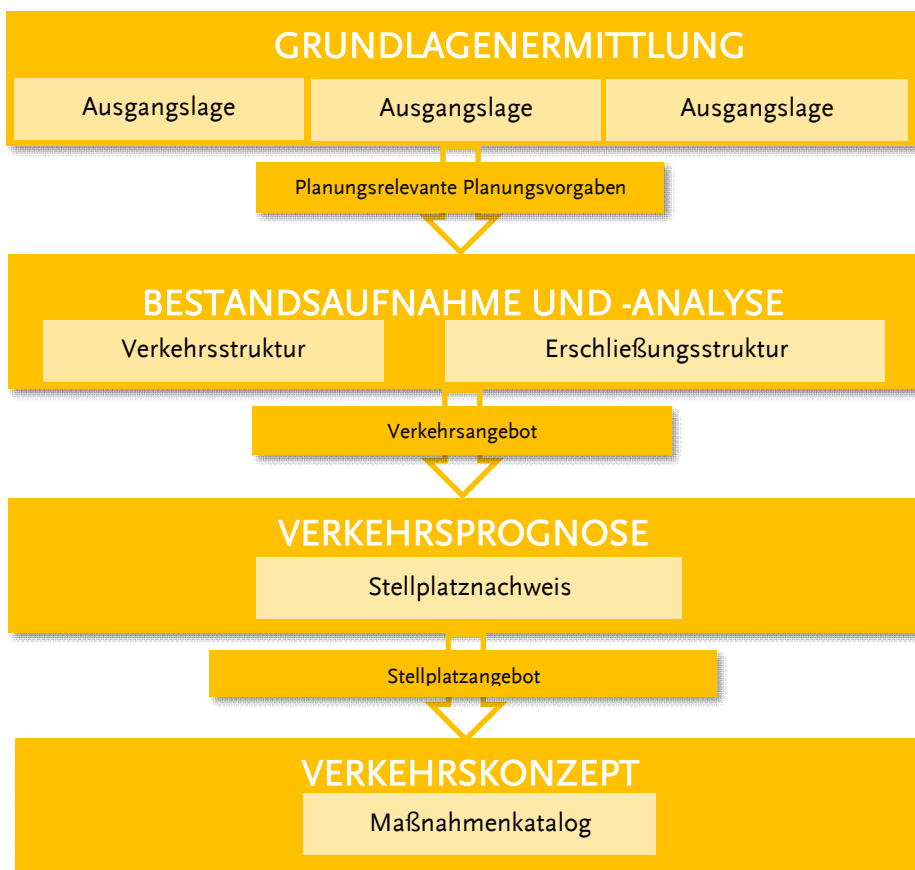 GRUNDLAGENERMITTLUNG
Ausgangslage Ausgangslage Ausgangslage
Planungsrelevante Planungsvorgaben
BESTANDSAUFNAHME UND -ANALYSE
Verkehrsstruktur Erschließungsstruktur
Verkehrsangebot
VERKEHRSPROGNOSE
Stellplatznachweis
Stellplatzangebot
VERKEHRSKONZEPT
Maßnahmenkatalog